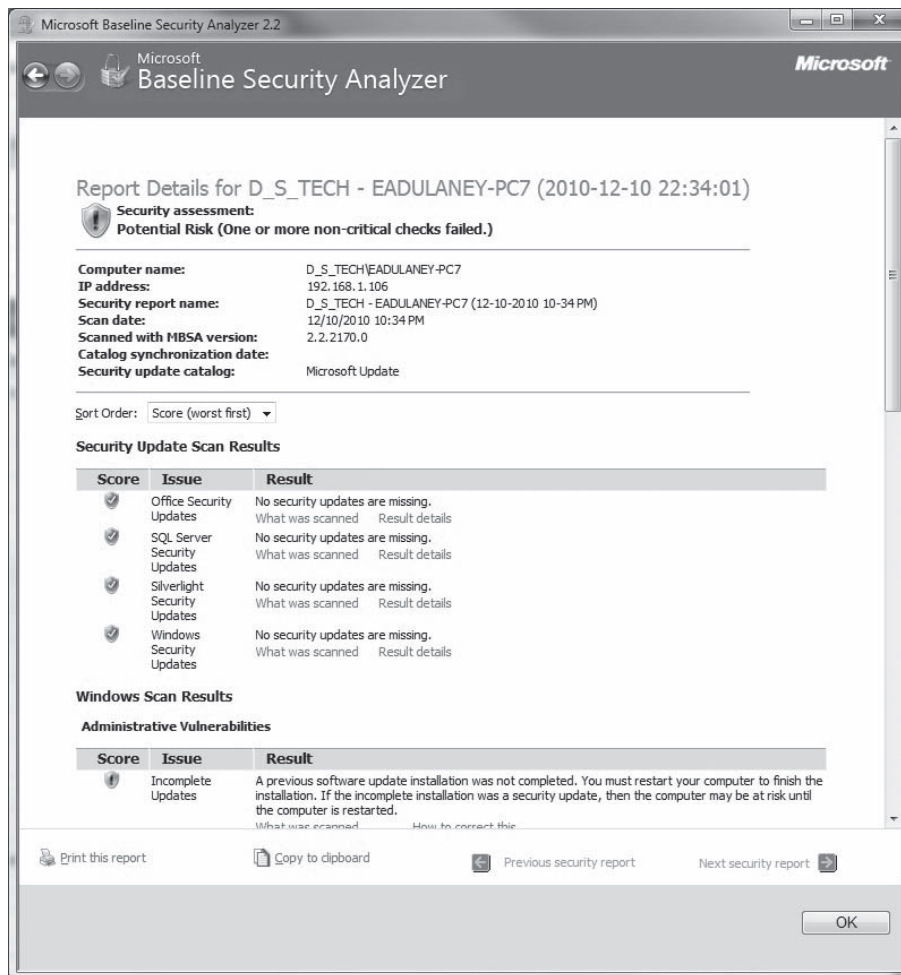 Microsoft Baseline Security Analyzer 2.2
Microsoft
Baseline Security Analyzer
Microsoft
Report Details for D_S_TECH - EADULANEY-PC7 (2010-12-10 22:34:01)
Security assessment:
Potential Risk (One or more non-critical checks failed.)
Computer name: D_S_TECH\EADULANEY-PC7
IP address: 192.168.1.106
Security report name: D_S_TECH - EADULANEY-PC7 (12-10-2010 10-34 PM)
Scan date: 12/10/2010 10:34 PM
Scanned with MBSA version: 2.2.2170.0
Catalog synchronization date:
Security update catalog: Microsoft Update
Sort Order: Score (worst first)
Security Update Scan Results
Score Issue Result
Office Security No security updates are missing.
Updates What was scanned Result details
SQL Server No security updates are missing.
Security What was scanned Result details
Updates
Silverlight No security updates are missing.
Security What was scanned Result details
Updates
Windows No security updates are missing.
Security What was scanned Result details
Updates
Windows Scan Results
Administrative Vulnerabilities
Score Issue Result
Incomplete A previous software update installation was not completed. You must restart your computer to finish the
Updates installation. If the incomplete installation was a security update, then the computer may be at risk until
the computer is restarted.
What was scanned How to correct this
Print this report Copy to clipboard Previous security report Next security report
OK